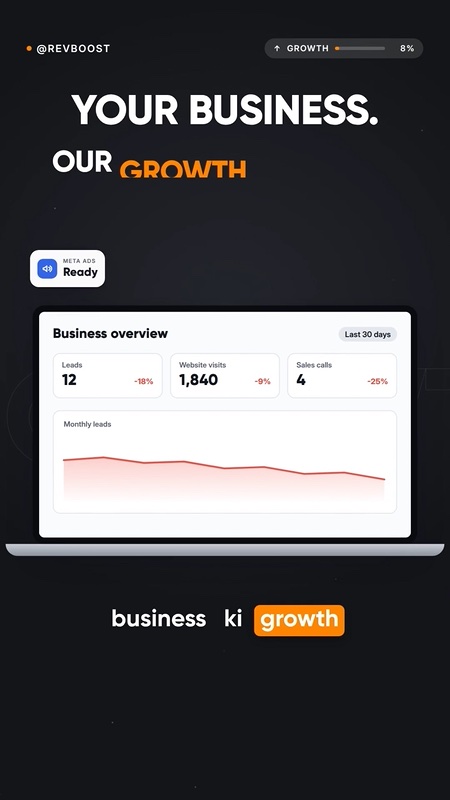 @REVBOOST
↑ GROWTH 8%
YOUR BUSINESS.
OUR GROWTH
META ADS
Ready
Business overview
Last 30 days
Leads
12 -18%
Website visits
1,840 -9%
Sales calls
4 -25%
Monthly leads
business ki growth